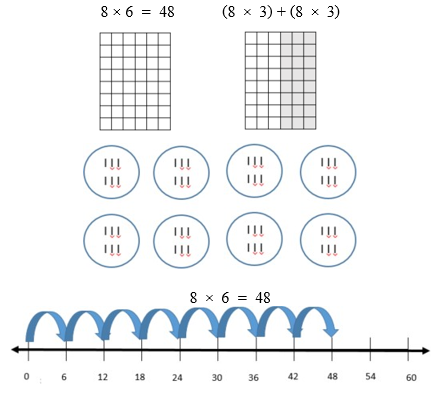 8 × 6 = 48 (8 × 3) + (8 × 3)
8 × 6 = 48
0 6 12 18 24 30 36 42 48 54 60